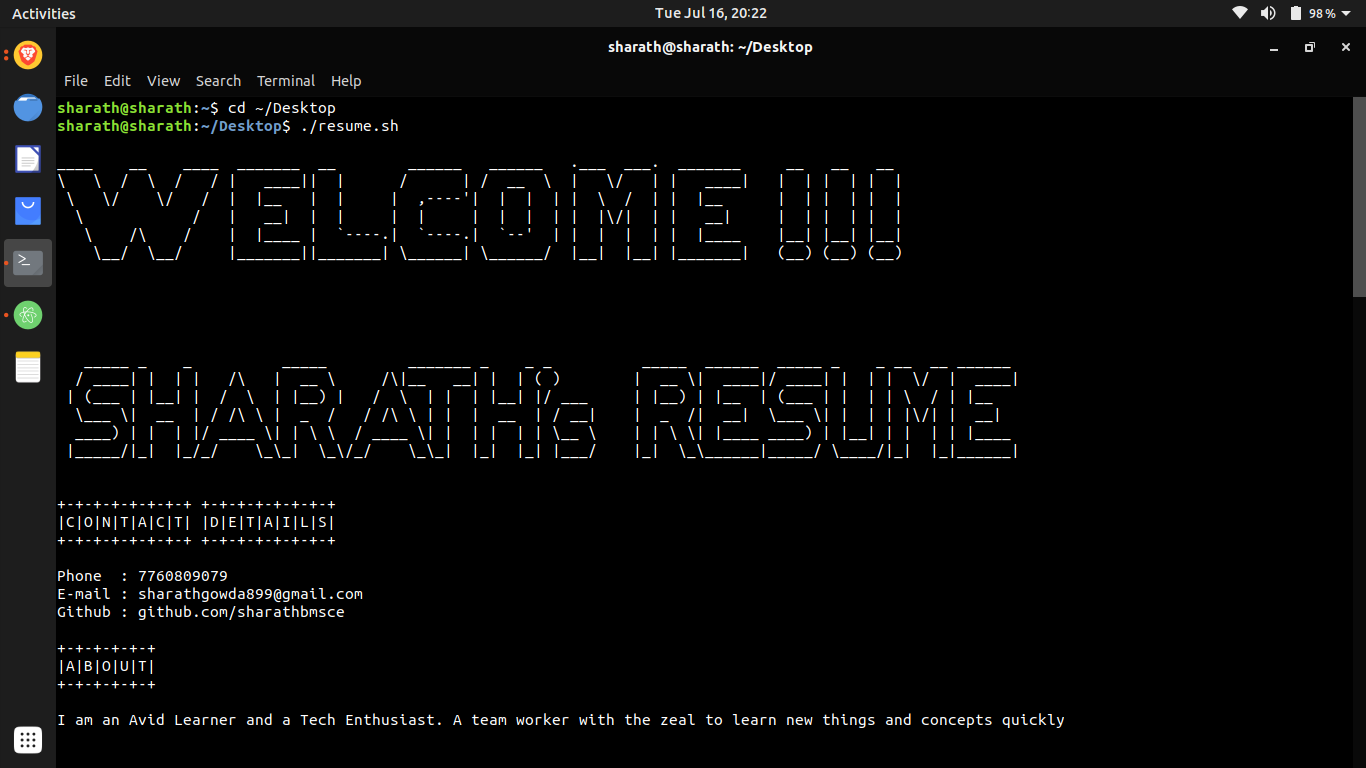 Activities
Tue Jul 16, 20:22
98%
sharath@sharath: ~/Desktop
File Edit View Search Terminal Help
sharath@sharath:~$ cd ~/Desktop
sharath@sharath:~/Desktop$ ./resume.sh
WELCOME !!!
SHARATH's RESUME
+-+-+-+-+-+-+-+ +-+-+-+-+-+-+-+
|C|O|N|T|A|C|T| |D|E|T|A|I|L|S|
+-+-+-+-+-+-+-+ +-+-+-+-+-+-+-+
Phone  : 7760809079
E-mail : sharathgowda899@gmail.com
Github : github.com/sharathbmsce
+-+-+-+-+-+
|A|B|O|U|T|
+-+-+-+-+-+
I am an Avid Learner and a Tech Enthusiast. A team worker with the zeal to learn new things and concepts quickly